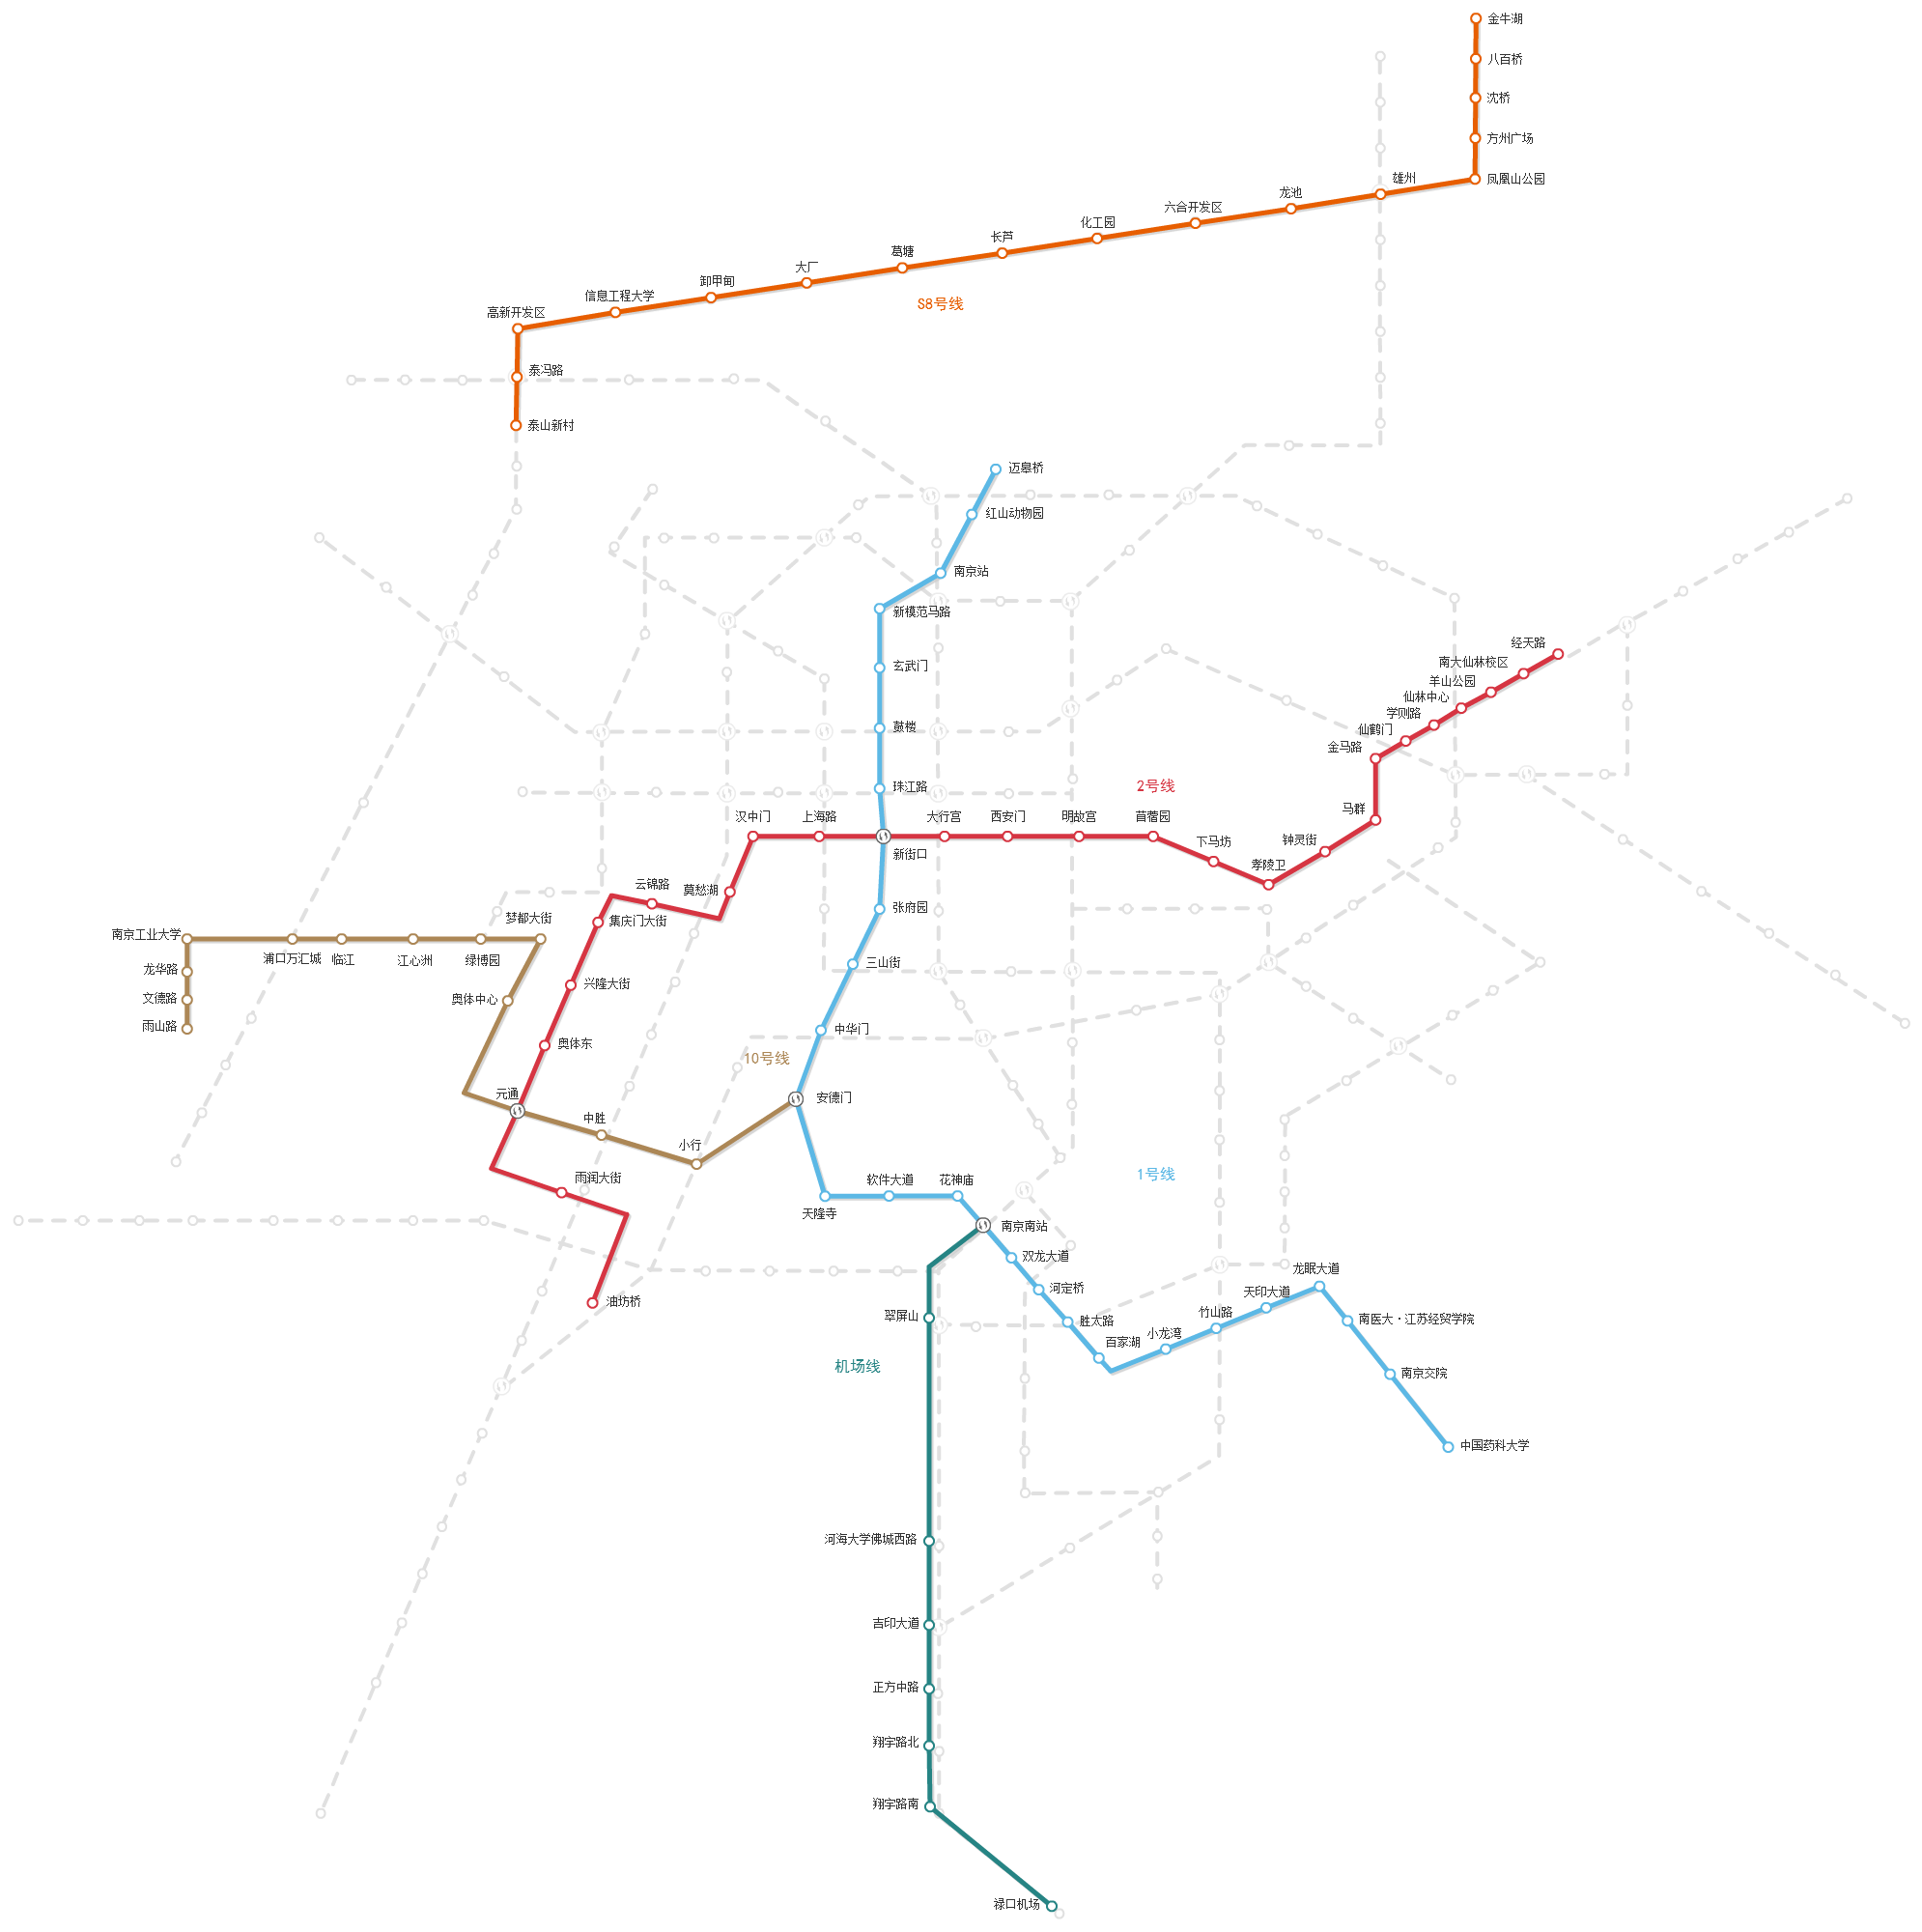 金牛湖
八百桥
沈桥
方州广场
凤凰山公园
雄州
龙池
六合开发区
化工园
长芦
葛塘
大厂
卸甲甸
信息工程大学
高新开发区
S8号线
泰冯路
泰山新村
迈皋桥
红山动物园
南京站
新模范马路
玄武门
鼓楼
珠江路
经天路
南大仙林校区
羊山公园
仙林中心
学则路
仙鹤门
金马路
2号线
马群
汉中门
上海路
大行宫
西安门
明故宫
苜蓿园
下马坊
钟灵街
孝陵卫
新街口
云锦路
莫愁湖
集庆门大街
张府园
梦都大街
南京工业大学
浦口万汇城
临江
江心洲
绿博园
龙华路
文德路
雨山路
奥体中心
兴隆大街
三山街
中华门
奥体东
10号线
元通
中胜
小行
安德门
雨润大街
油坊桥
1号线
天隆寺
软件大道
花神庙
南京南站
双龙大道
河定桥
胜太路
百家湖
小龙湾
竹山路
天印大道
龙眠大道
南医大·江苏经贸学院
南京交院
中国药科大学
翠屏山
机场线
河海大学佛城西路
吉印大道
正方中路
翔宇路北
翔宇路南
禄口机场